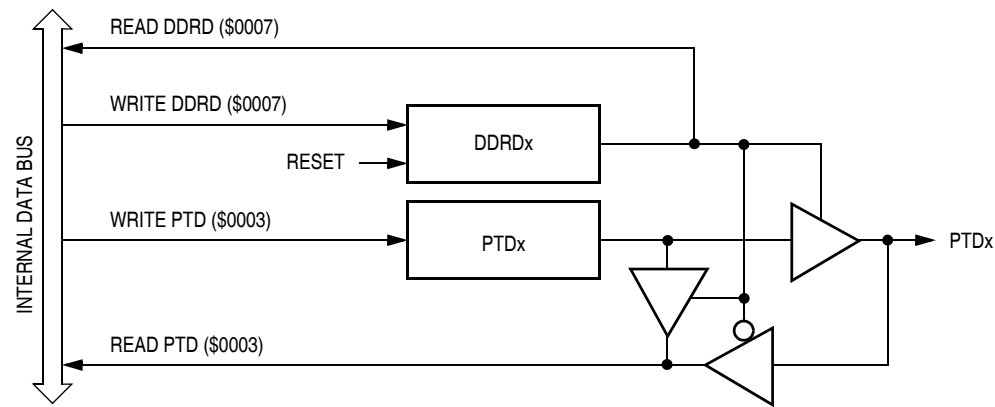 READ DDRD ($0007)
WRITE DDRD ($0007)
DDRDx
RESET
WRITE PTD ($0003)
PTDx
PTDx
READ PTD ($0003)
INTERNAL DATA BUS